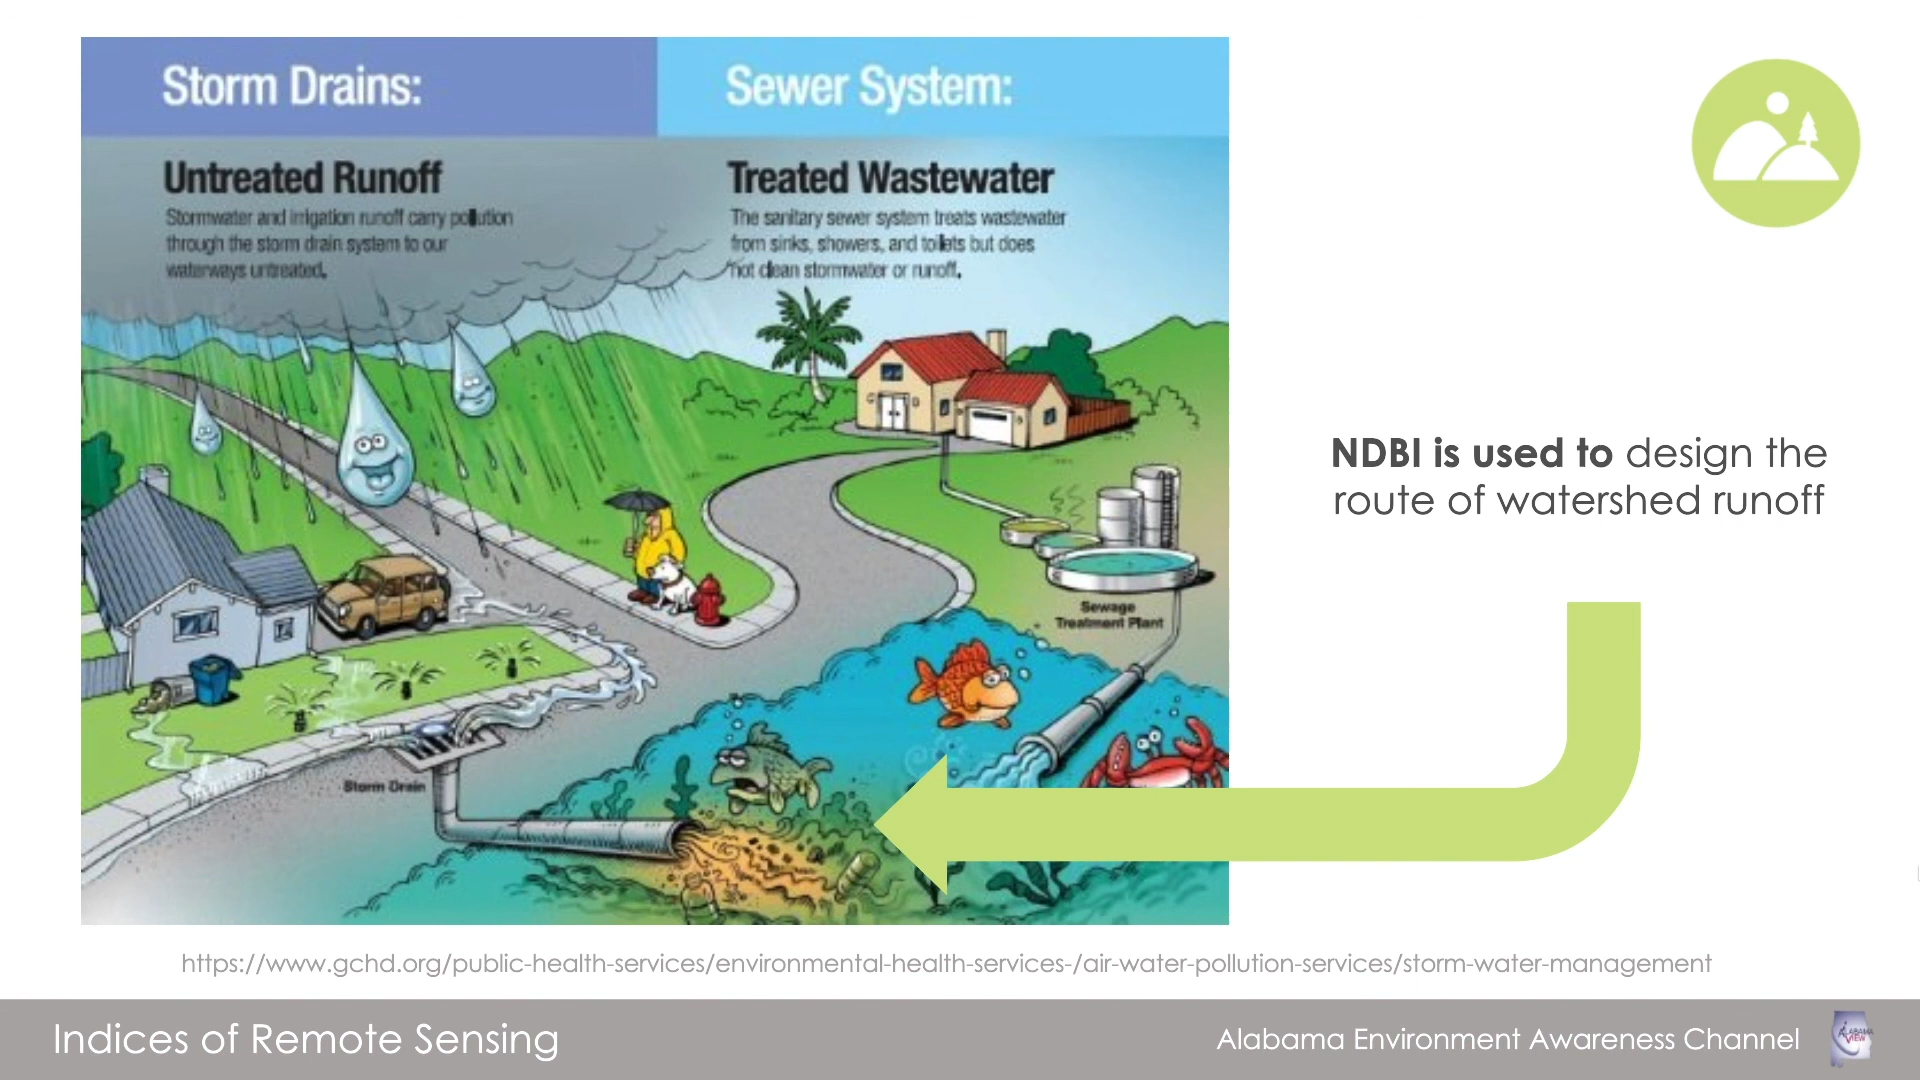 Storm Drains:
Sewer System:
Untreated Runoff
Stormwater and irrigation runoff carry pollution
through the storm drain system to our
waterways untreated.
Treated Wastewater
The sanitary sewer system treats wastewater
from sinks, showers, and toilets but does
not clean stormwater or runoff.
NDBI is used to design the
route of watershed runoff
Sewage
Treatment Plant
Storm Drain
https://www.gchd.org/public-health-services/environmental-health-services-/air-water-pollution-services/storm-water-management
Indices of Remote Sensing
Alabama Environment Awareness Channel
ALABAMA
VIEW